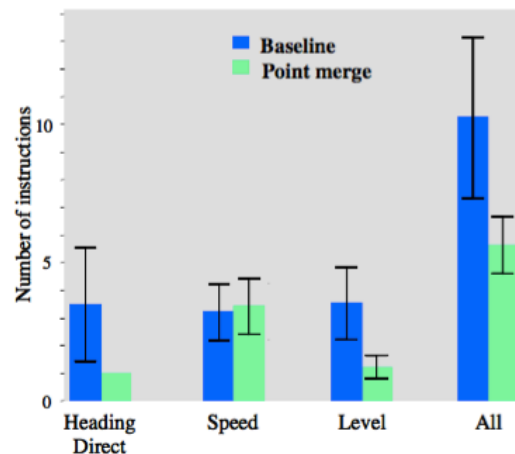 Baseline
Point merge
Number of instructions
10
5
0
Heading
Direct
Speed
Level
All